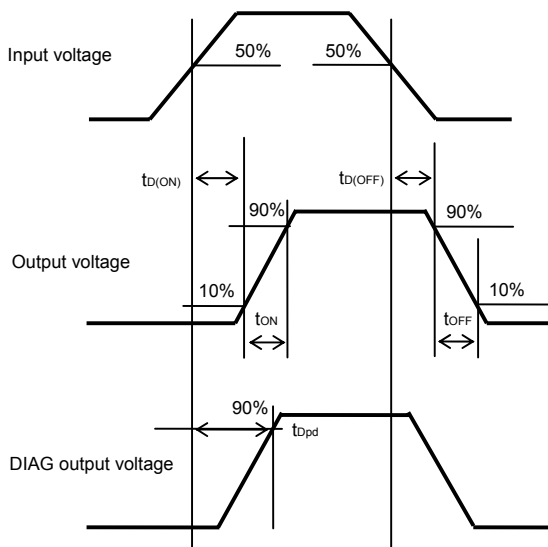 Input voltage
50%
50%
tD(ON)
tD(OFF)
90%
90%
Output voltage
10%
10%
tON
tOFF
90%
tDpd
DIAG output voltage